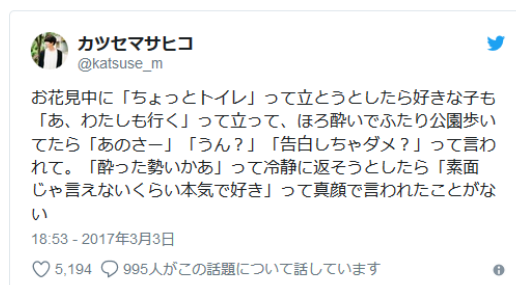 カツセマサヒコ
@katsuse_m
お花見中に「ちょっとトイレ」って立とうとしたら好きな子も
「あ、わたしも行く」って立って、ほろ酔いでふたり公園歩い
てたら「あのさー」「うん？」「告白しちゃダメ？」って言わ
れて。「酔った勢いかあ」って冷静に返そうとしたら「素面
じゃ言えないくらい本気で好き」って真顔で言われたことがな
い
18:53 - 2017年3月3日
5,194 995人がこの話題について話しています